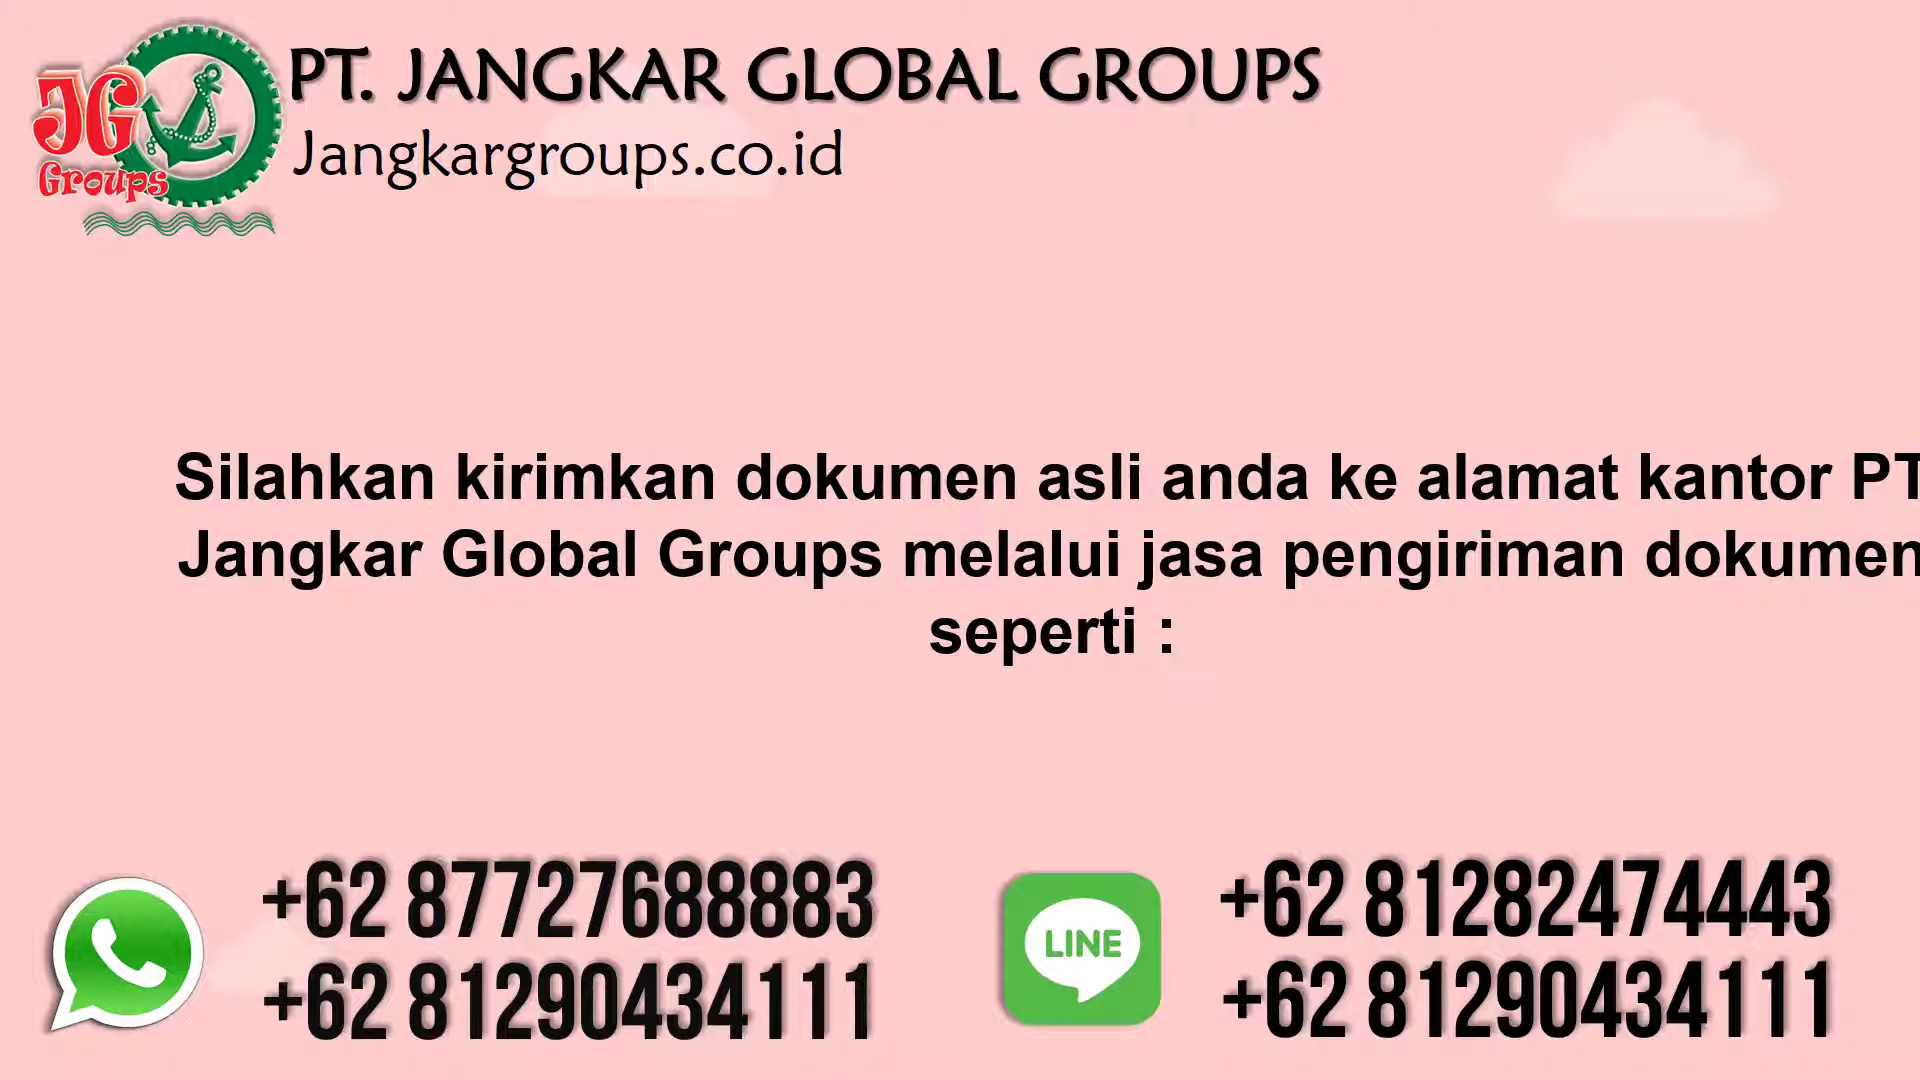 JG
Groups
PT. JANGKAR GLOBAL GROUPS
Jangkargroups.co.id
Silahkan kirimkan dokumen asli anda ke alamat kantor PT
Jangkar Global Groups melalui jasa pengiriman dokumen
seperti :
+62 87727688883
+62 81290434111
LINE
+62 81282474443
+62 81290434111